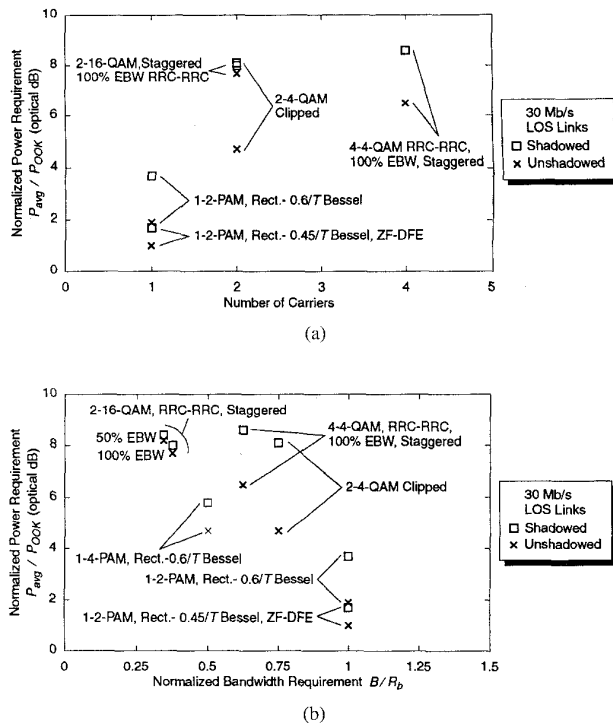 10
8
6
4
2
0
Normalized Power Requirement
P_avg / P_OOK (optical dB)
2-16-QAM,Staggered
100% EBW RRC-RRC
2-4-QAM
Clipped
4-4-QAM RRC-RRC,
100% EBW, Staggered
1-2-PAM, Rect.- 0.6/T Bessel
1-2-PAM, Rect.- 0.45/T Bessel, ZF-DFE
0 1 2 3 4 5
Number of Carriers
30 Mb/s
LOS Links
Shadowed
Unshadowed
(a)
10
8
6
4
2
0
Normalized Power Requirement
P_avg / P_OOK (optical dB)
2-16-QAM, RRC-RRC, Staggered
50% EBW
100% EBW
4-4-QAM, RRC-RRC,
100% EBW, Staggered
2-4-QAM Clipped
1-4-PAM, Rect.-0.6/T Bessel
1-2-PAM, Rect.- 0.6/T Bessel
1-2-PAM, Rect.- 0.45/T Bessel, ZF-DFE
0 0.25 0.5 0.75 1 1.25 1.5
Normalized Bandwidth Requirement B/R_b
30 Mb/s
LOS Links
Shadowed
Unshadowed
(b)